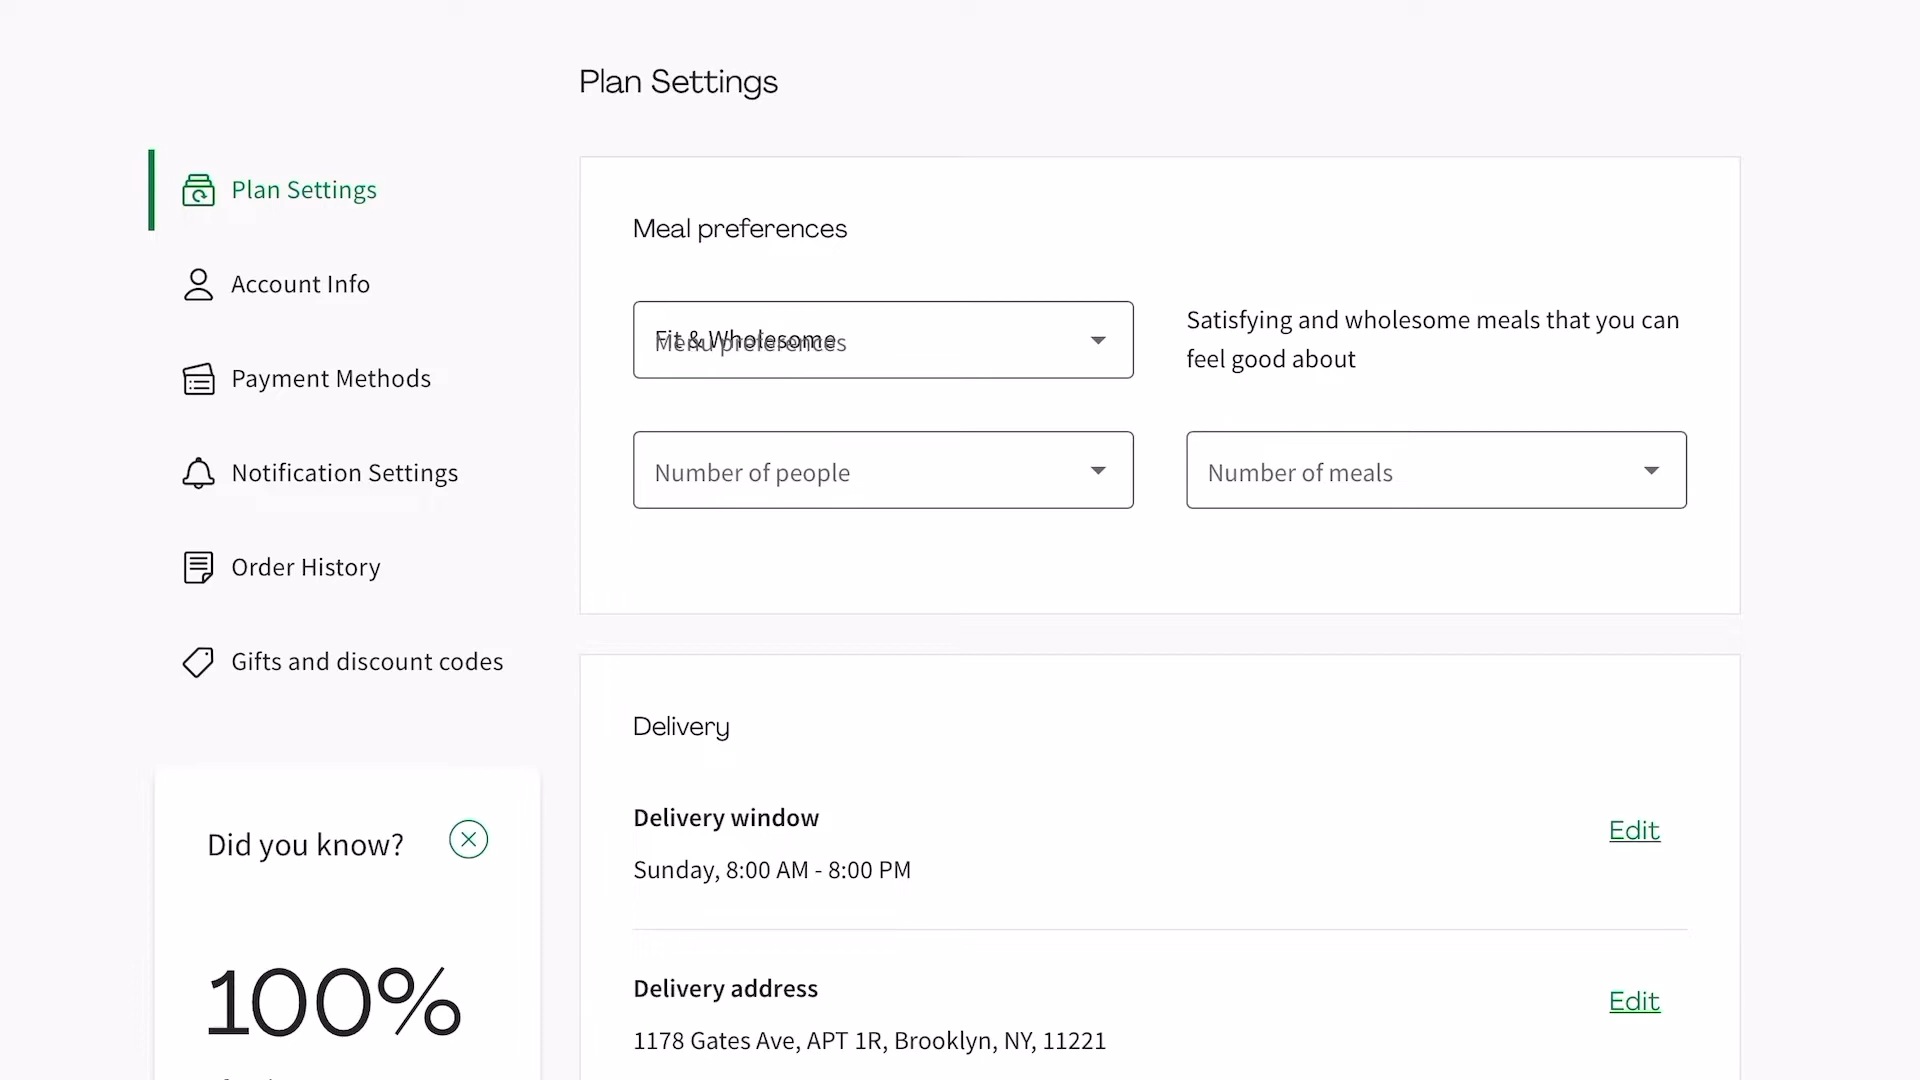 Plan Settings
Plan Settings
Account Info
Payment Methods
Notification Settings
Order History
Gifts and discount codes
Did you know?
100%
Meal preferences
Fit & Wholesome
Menu preferences
Satisfying and wholesome meals that you can
feel good about
Number of people
Number of meals
Delivery
Delivery window
Edit
Sunday, 8:00 AM - 8:00 PM
Delivery address
Edit
1178 Gates Ave, APT 1R, Brooklyn, NY, 11221